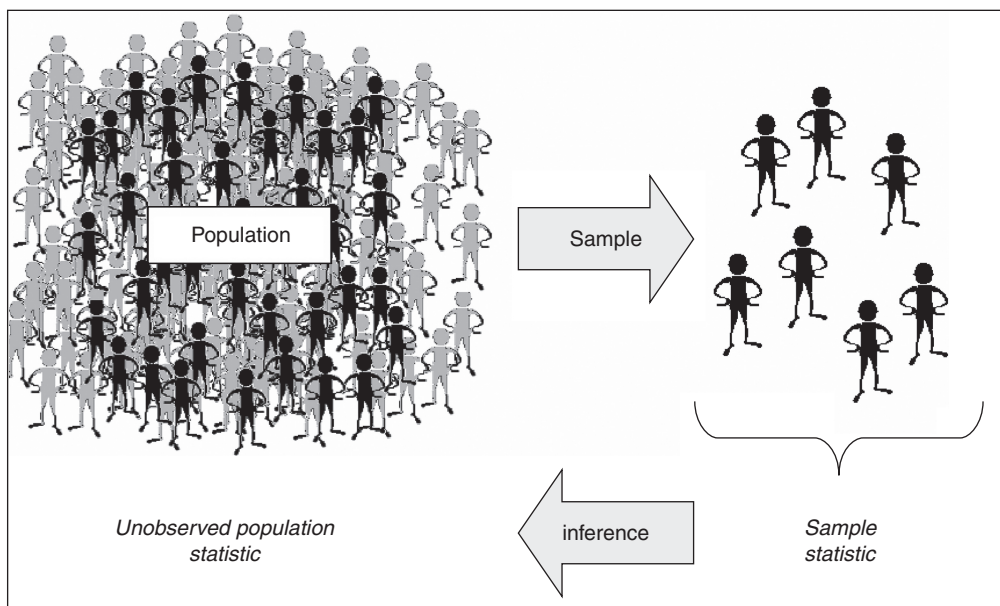 Population
Sample
inference
Unobserved population
statistic
Sample
statistic